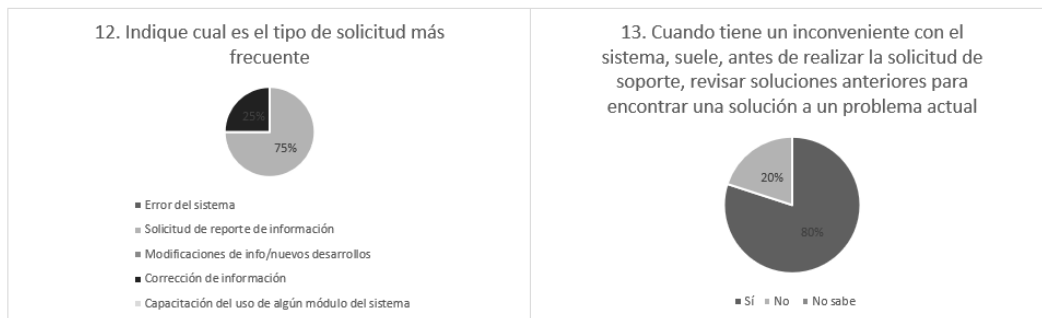 12. Indique cual es el tipo de solicitud más
frecuente
25%
75%
Error del sistema
Solicitud de reporte de información
Modificaciones de info/nuevos desarrollos
Corrección de información
Capacitación del uso de algún módulo del sistema
13. Cuando tiene un inconveniente con el
sistema, suele, antes de realizar la solicitud de
soporte, revisar soluciones anteriores para
encontrar una solución a un problema actual
20%
80%
Sí No No sabe